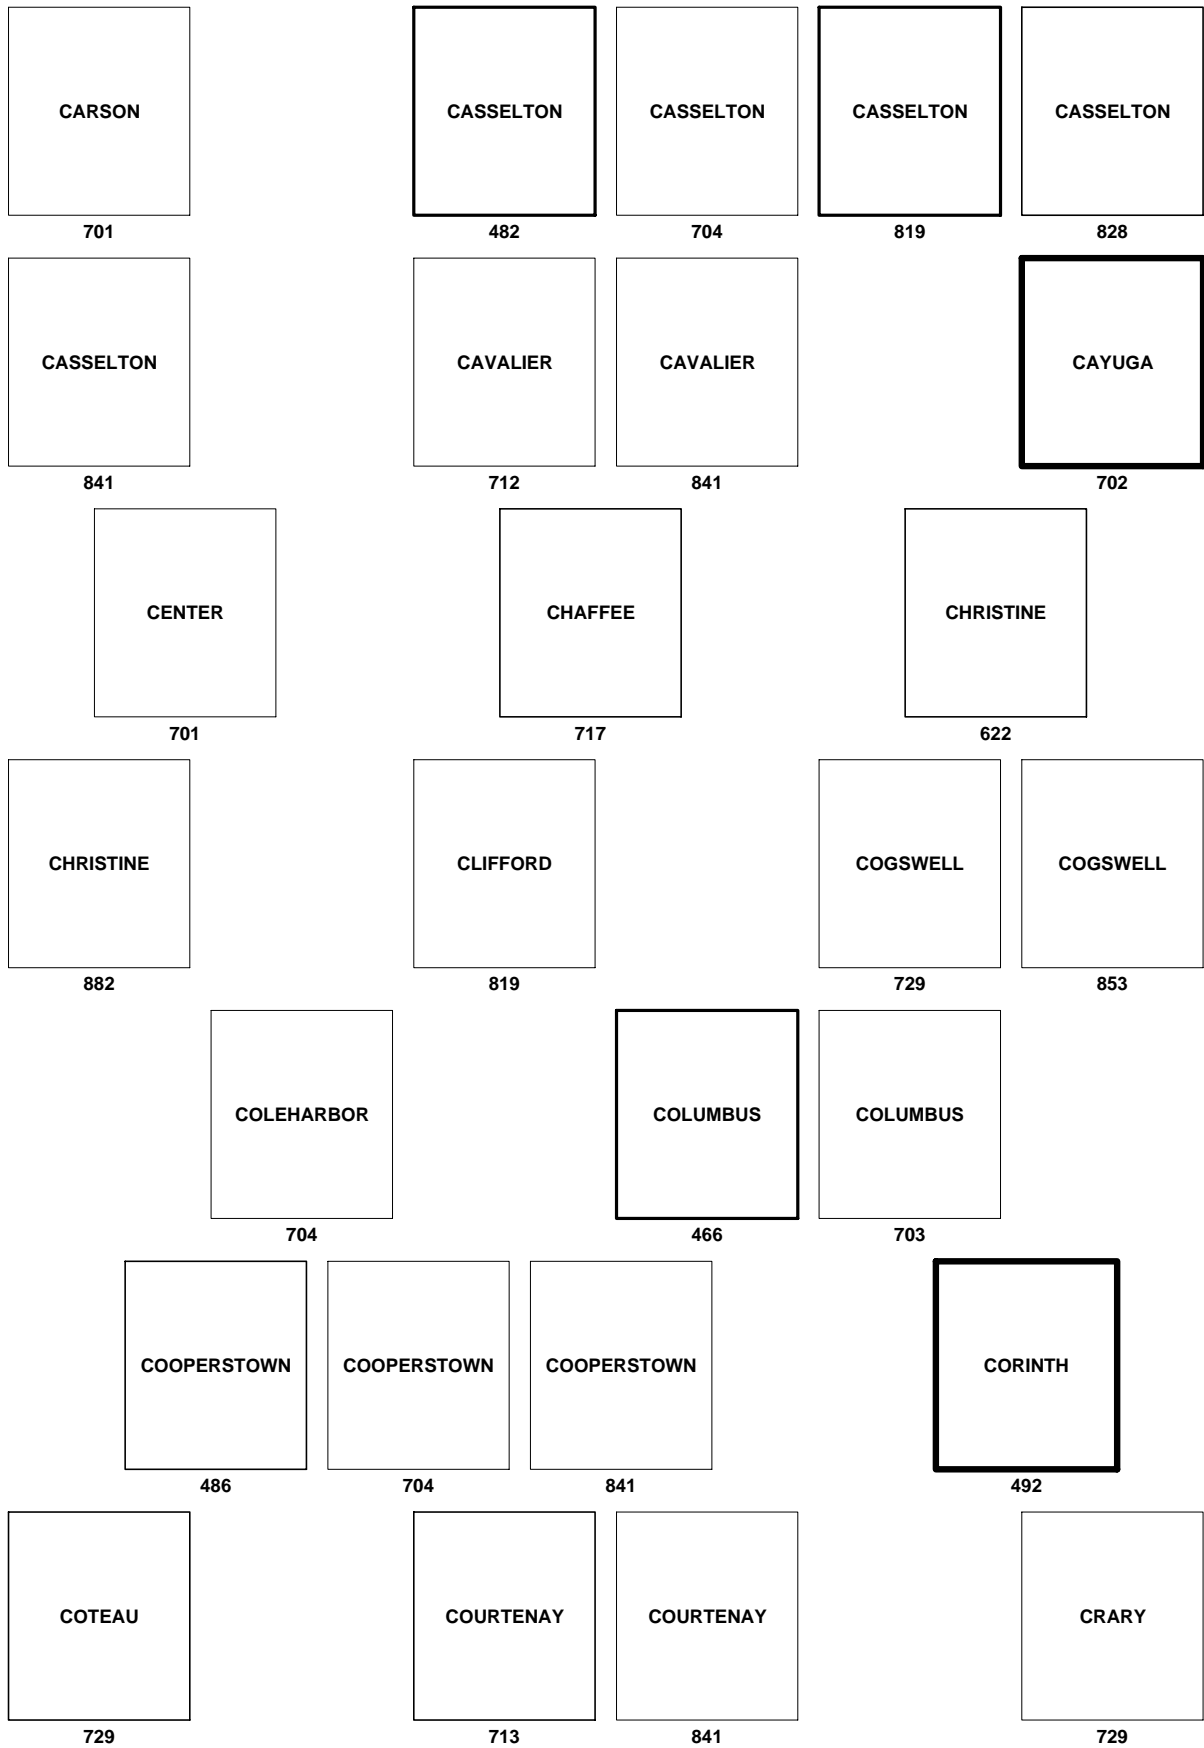 CARSON
CASSELTON
CASSELTON
CASSELTON
CASSELTON
701
482
704
819
828
CASSELTON
CAVALIER
CAVALIER
CAYUGA
841
712
841
702
CENTER
CHAFFEE
CHRISTINE
701
717
622
CHRISTINE
CLIFFORD
COGSWELL
COGSWELL
882
819
729
853
COLEHARBOR
COLUMBUS
COLUMBUS
704
466
703
COOPERSTOWN
COOPERSTOWN
COOPERSTOWN
CORINTH
486
704
841
492
COTEAU
COURTENAY
COURTENAY
CRARY
729
713
841
729